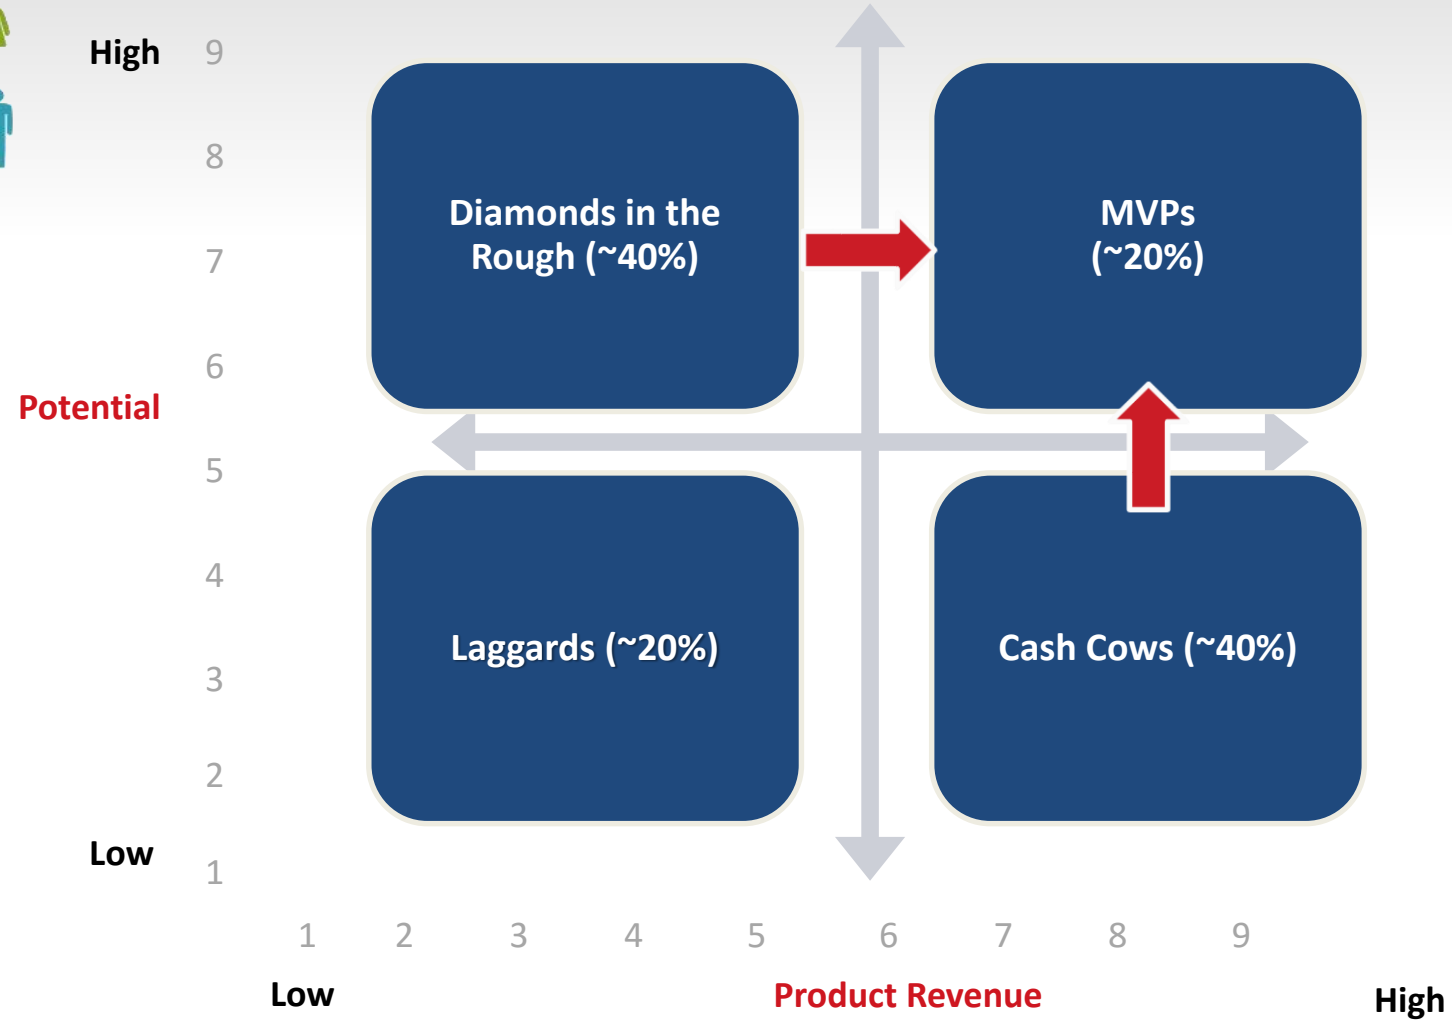 High
9
8
7
6
Potential
5
4
3
2
Low
1
Diamonds in the
Rough (~40%)
MVPs
(~20%)
Laggards (~20%)
Cash Cows (~40%)
1 2 3 4 5 6 7 8 9
Low
Product Revenue
High